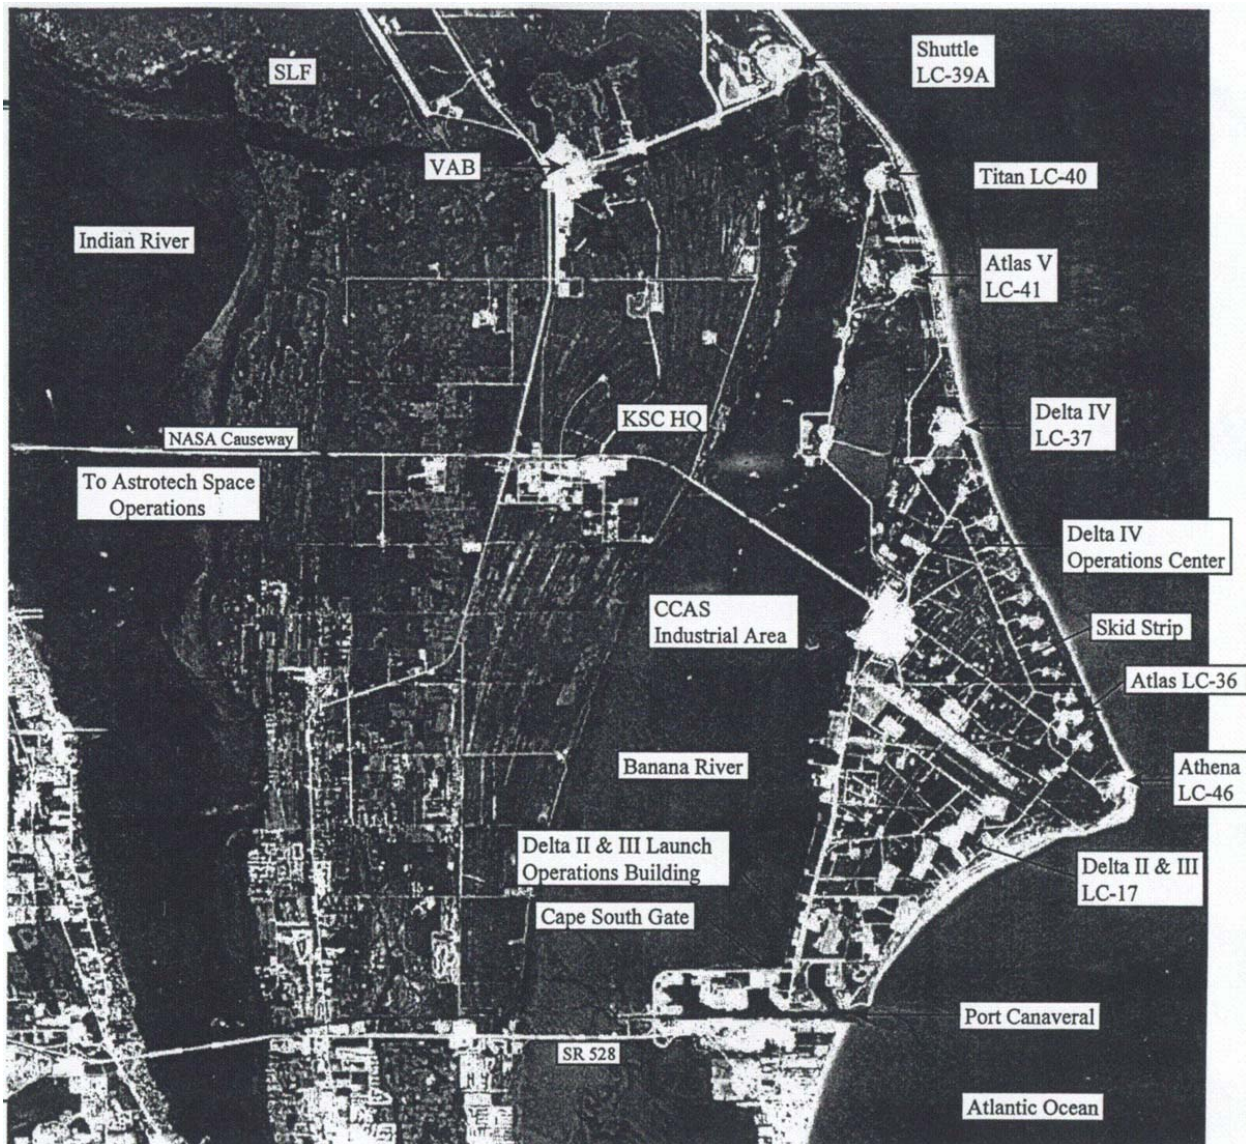 Shuttle
LC-39A
SLF
VAB
Titan LC-40
Indian River
Atlas V
LC-41
KSC HQ
Delta IV
LC-37
NASA Causeway
To Astrotech Space
Operations
Delta IV
Operations Center
CCAS
Industrial Area
Skid Strip
Atlas LC-36
Banana River
Athena
LC-46
Delta II & III Launch
Operations Building
Delta II & III
LC-17
Cape South Gate
Port Canaveral
SR 528
Atlantic Ocean